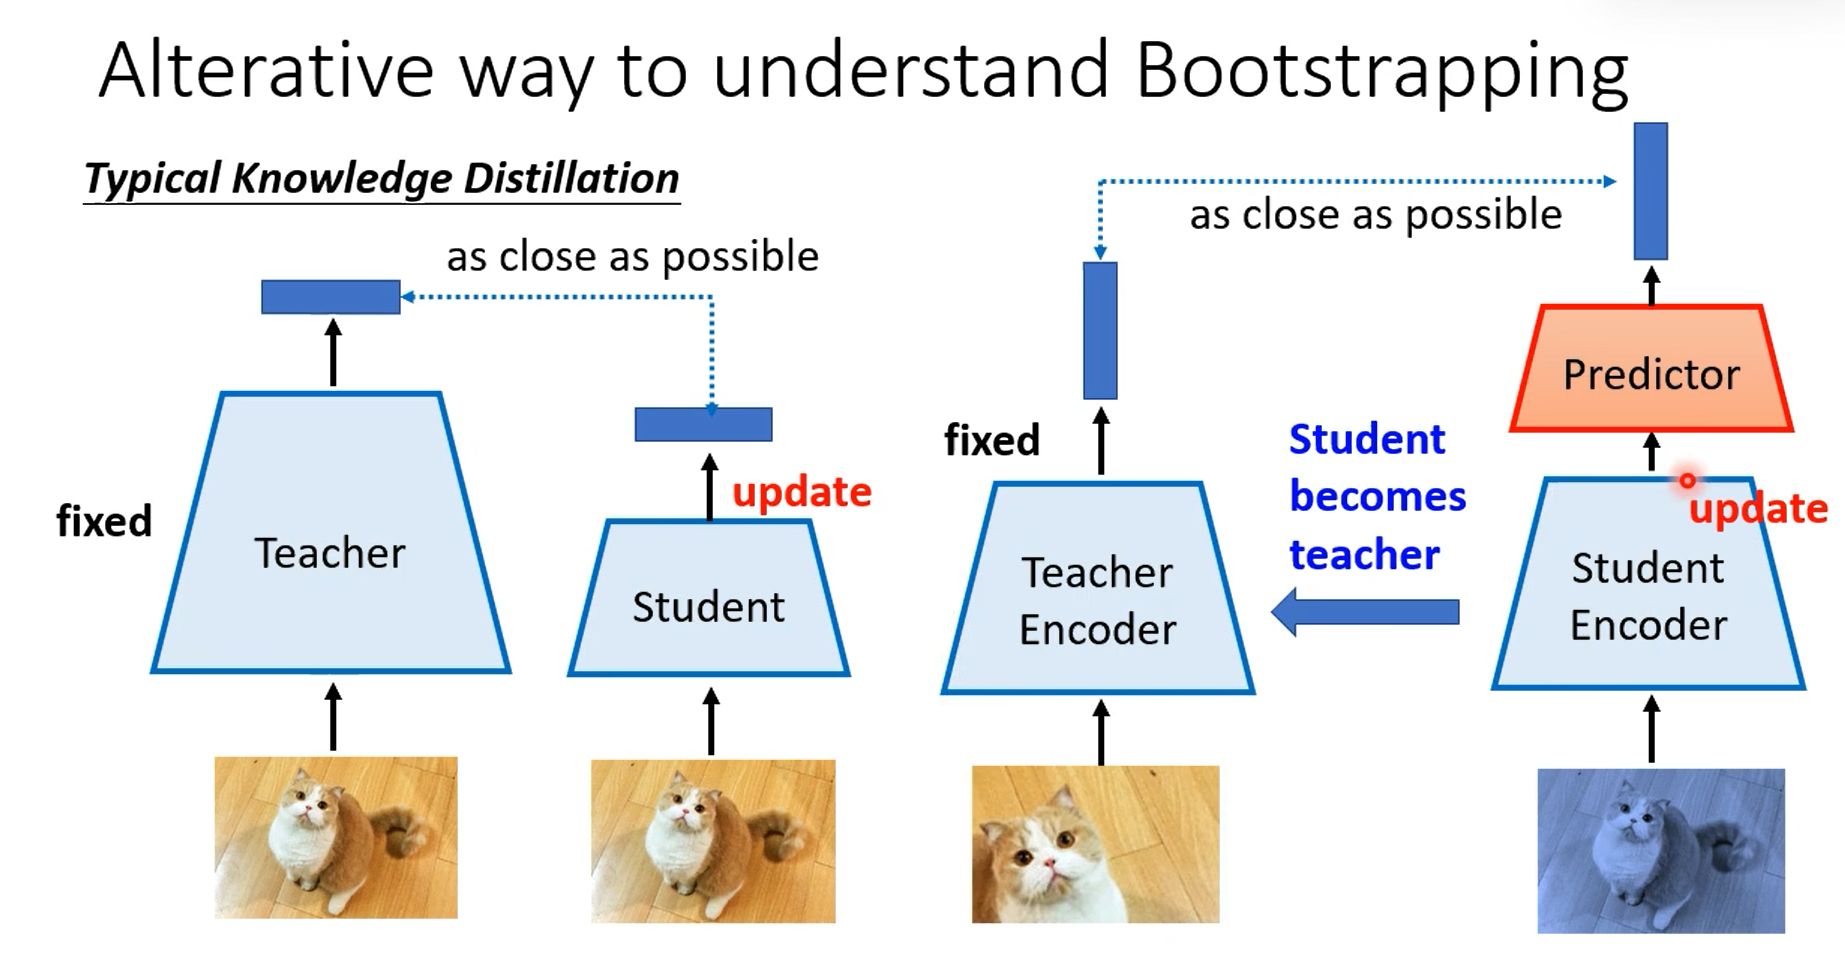 Alterative way to understand Bootstrapping
Typical Knowledge Distillation
as close as possible
fixed
Teacher
update
Student
as close as possible
fixed
Teacher
Encoder
Student
becomes
teacher
Predictor
update
Student
Encoder